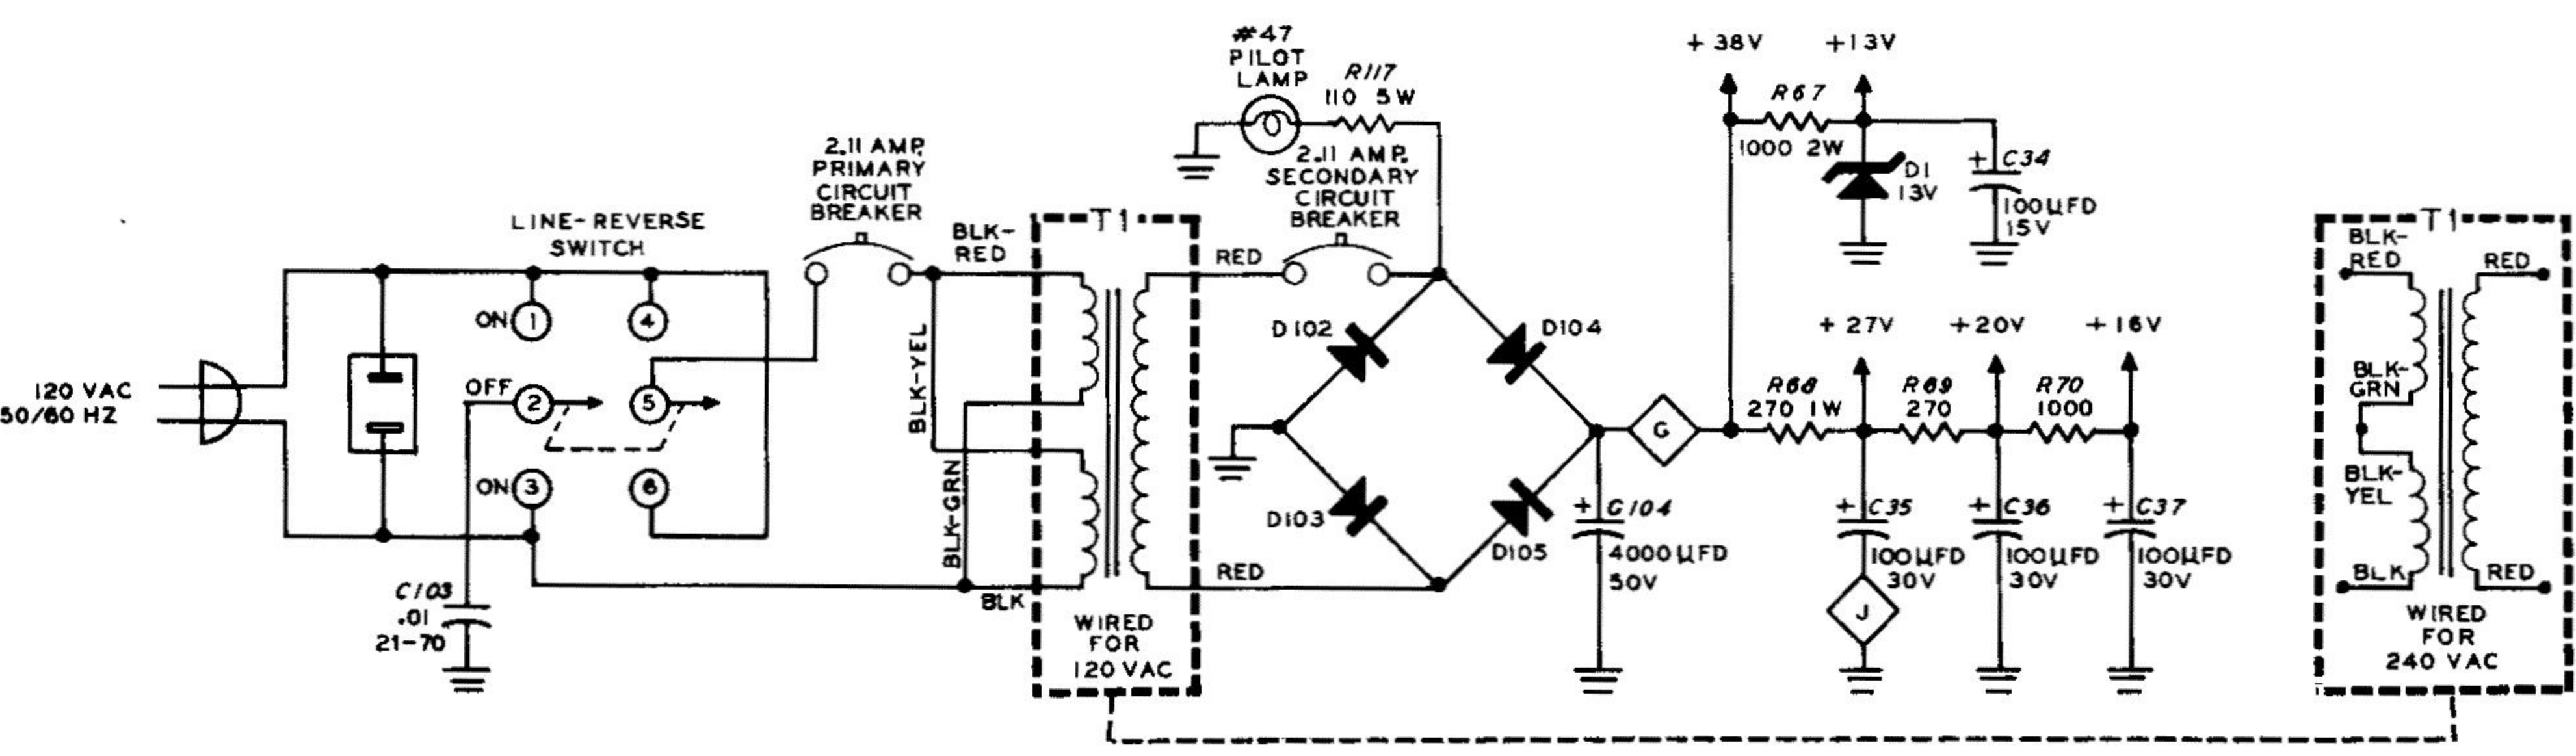 120 VAC
50/60 HZ
LINE-REVERSE
SWITCH
ON 1
4
OFF 2
5
ON 3
6
C103
.01
21-70
2.11 AMP.
PRIMARY
CIRCUIT
BREAKER
BLK-
RED
BLK-YEL
BLK-GRN
BLK
T1
WIRED
FOR
120 VAC
#47
PILOT
LAMP
R117
110 5W
2.11 AMP.
SECONDARY
CIRCUIT
BREAKER
RED
RED
D102
D104
D103
D105
G
C104
4000µFD
50V
+38V
+13V
R67
1000 2W
D1
13V
+ C34
100µFD
15V
+27V
+20V
+16V
R68
270 1W
R69
270
R70
1000
+ C35
100µFD
30V
J
+ C36
100µFD
30V
+ C37
100µFD
30V
T1
BLK-
RED
RED
BLK-
GRN
BLK-
YEL
BLK
RED
WIRED
FOR
240 VAC